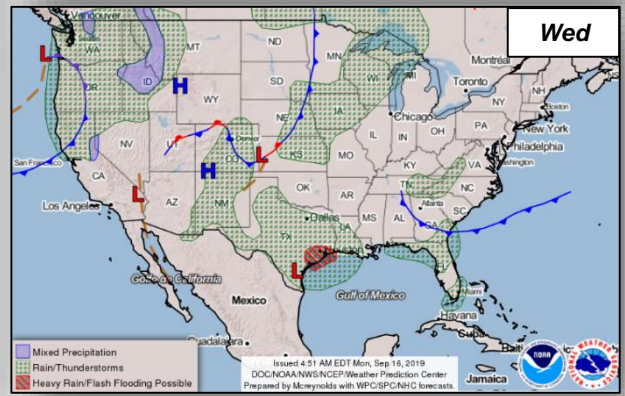 Wed
Vancouver
WA
MT
ND
MN
Montréal
OR
ID
SD
WI
MI
Toronto
NH
Boston
WY
IA
Chicago
NY
NE
IL
IN
OH
PA
New York
Philadelphia
San Francisco
NV
UT
Denver
CO
KS
MO
KY
VA
Washington
CA
Los Angeles
AZ
NM
OK
AR
TN
NC
Atlanta
SC
Dallas
MS
AL
GA
TX
LA
Houston
FL
Miami
Golfo de California
Mexico
Gulf of Mexico
Havana
Cuba
Guadalajara
Jamaica
L
H
L
H
L
L
Mixed Precipitation
Rain/Thunderstorms
Heavy Rain/Flash Flooding Possible
Issued 4:51 AM EDT Mon, Sep 16, 2019
DOC/NOAA/NWS/NCEP/Weather Prediction Center
Prepared by Mcreynolds with WPC/SPC/NHC forecasts.
NOAA